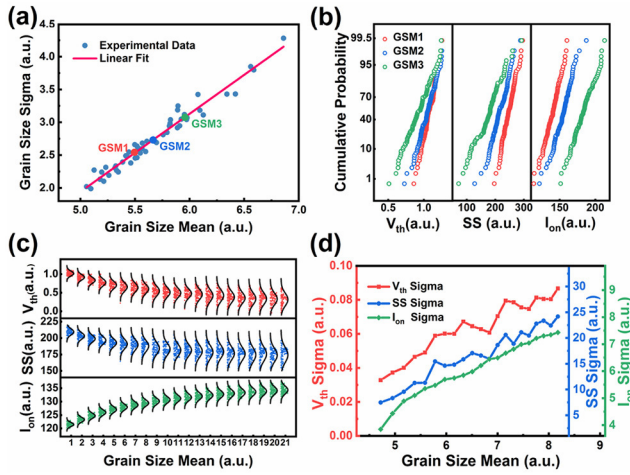 (a)
4.5
4.0
3.5
3.0
2.5
2.0
Grain Size Sigma (a.u.)
Experimental Data
Linear Fit
GSM1
GSM2
GSM3
5.0 5.5 6.0 6.5 7.0
Grain Size Mean (a.u.)
(b)
Cumulative Probability
99.5
95
70
40
10
1
GSM1
GSM2
GSM3
0.5 1.0
100 200 300
150 200
Vth(a.u.) SS (a.u.) Ion(a.u.)
(c)
Vth(a.u.)
1.0
0.5
0.0
SS(a.u.)
225
200
175
150
Ion(a.u.)
135
130
125
120
1 2 3 4 5 6 7 8 9 10 11 12 13 14 15 16 17 18 19 20 21
Grain Size Mean (a.u.)
(d)
Vth Sigma (a.u.)
0.10
0.08
0.06
0.04
0.02
0.00
Vth Sigma
SS Sigma
Ion Sigma
30
25
20
15
10
5
SS Sigma (a.u.)
9
8
7
6
5
4
Ion Sigma (a.u.)
5 6 7 8 9
Grain Size Mean (a.u.)